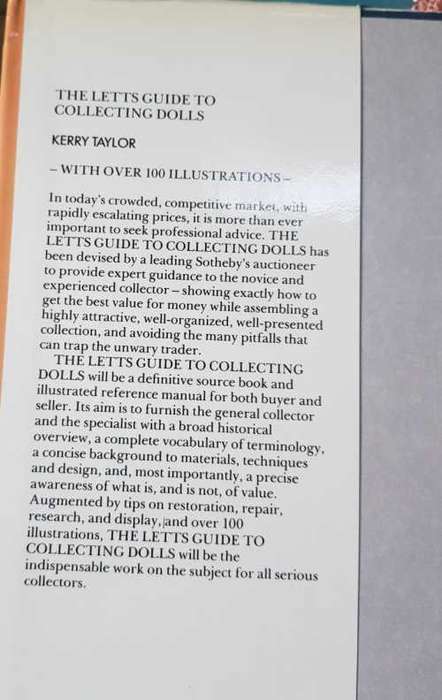 THE LETTS GUIDE TO
COLLECTING DOLLS
KERRY TAYLOR
– WITH OVER 100 ILLUSTRATIONS –
In today's crowded, competitive market, with
rapidly escalating prices, it is more than ever
important to seek professional advice. THE
LETTS GUIDE TO COLLECTING DOLLS has
been devised by a leading Sotheby's auctioneer
to provide expert guidance to the novice and
experienced collector – showing exactly how to
get the best value for money while assembling a
highly attractive, well-organized, well-presented
collection, and avoiding the many pitfalls that
can trap the unwary trader.
THE LETTS GUIDE TO COLLECTING
DOLLS will be a definitive source book and
illustrated reference manual for both buyer and
seller. Its aim is to furnish the general collector
and the specialist with a broad historical
overview, a complete vocabulary of terminology,
a concise background to materials, techniques
and design, and, most importantly, a precise
awareness of what is, and is not, of value.
Augmented by tips on restoration, repair,
research, and display, and over 100
illustrations, THE LETTS GUIDE TO
COLLECTING DOLLS will be the
indispensable work on the subject for all serious
collectors.